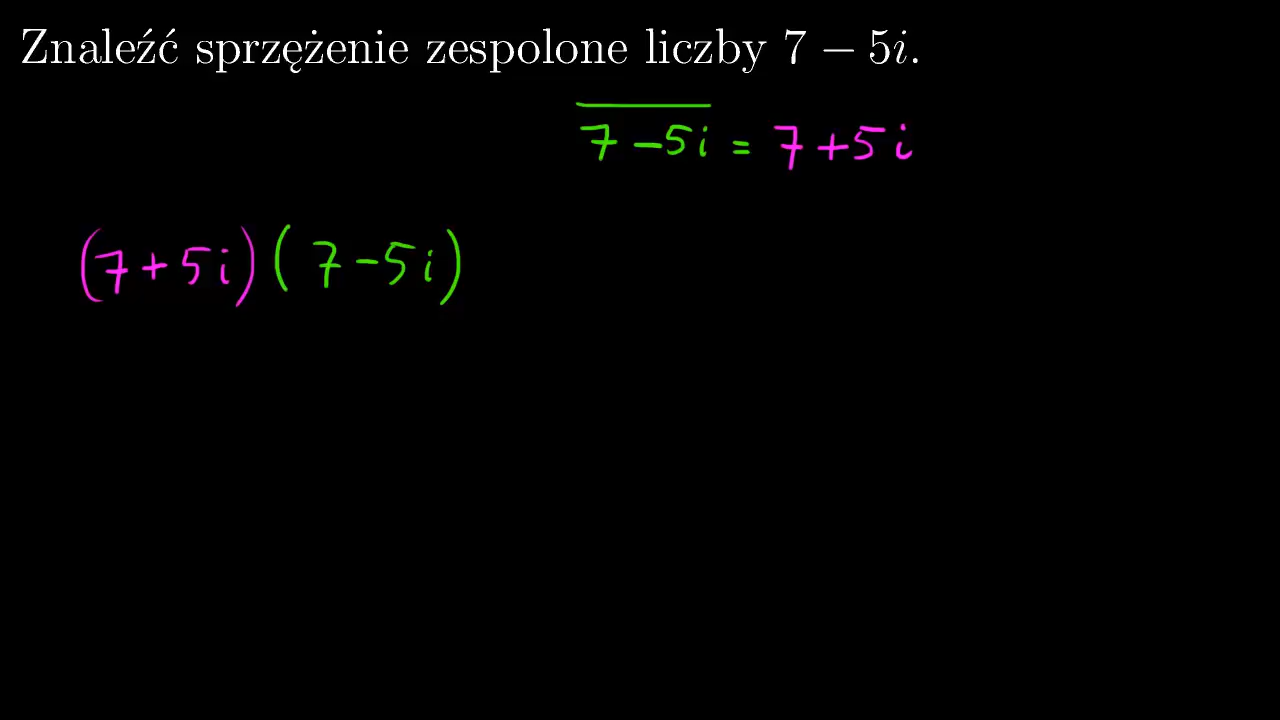 Znaleźć sprzężenie zespolone liczby 7 − 5i.
7 − 5i = 7 + 5i
(7 + 5i)(7 − 5i)